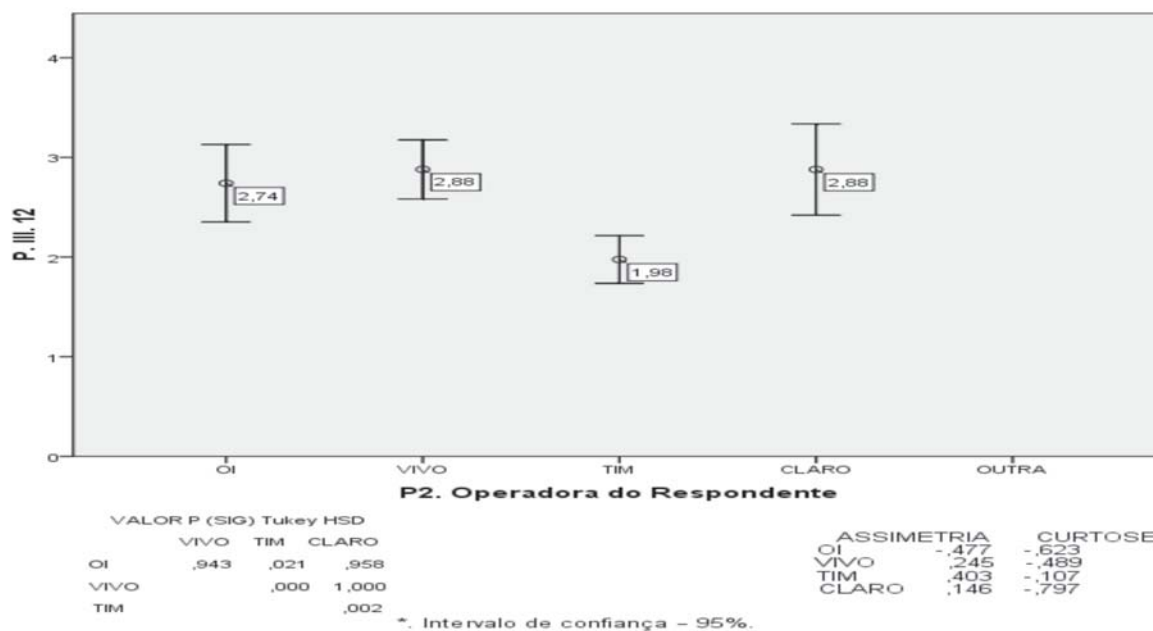 4
3
2
1
0
P. III. 12
2,74
2,88
1,98
2,88
OI VIVO TIM CLARO OUTRA
P2. Operadora do Respondente
VALOR P (SIG) Tukey HSD
VIVO TIM CLARO
OI ,943 ,021 ,958
VIVO ,000 1,000
TIM ,002
ASSIMETRIA CURTOSE
OI -,477 -,623
VIVO ,245 -,489
TIM ,403 -,107
CLARO ,146 -,797
*. Intervalo de confiança - 95%.